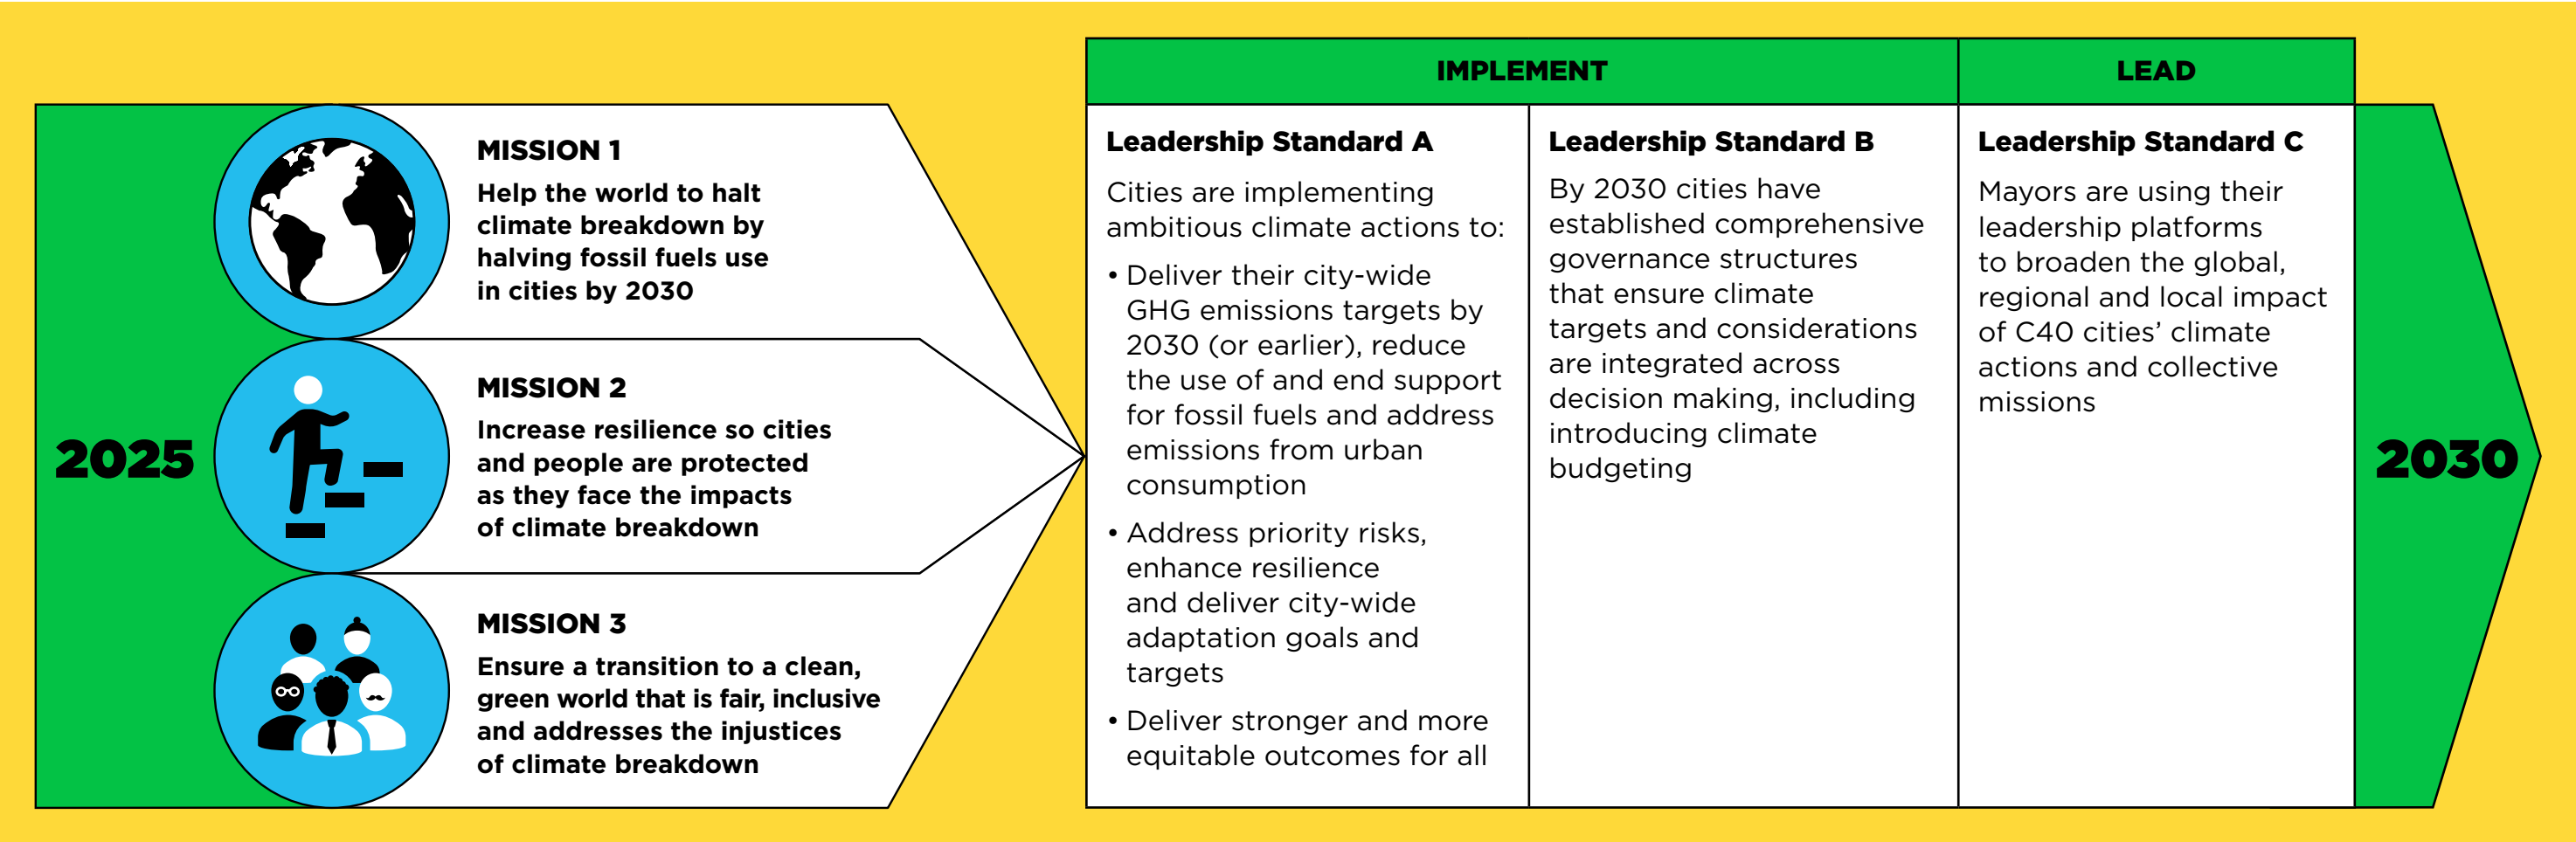 2025
MISSION 1
Help the world to halt
climate breakdown by
halving fossil fuels use
in cities by 2030
MISSION 2
Increase resilience so cities
and people are protected
as they face the impacts
of climate breakdown
MISSION 3
Ensure a transition to a clean,
green world that is fair, inclusive
and addresses the injustices
of climate breakdown
IMPLEMENT
Leadership Standard A
Cities are implementing
ambitious climate actions to:
• Deliver their city-wide
GHG emissions targets by
2030 (or earlier), reduce
the use of and end support
for fossil fuels and address
emissions from urban
consumption
• Address priority risks,
enhance resilience
and deliver city-wide
adaptation goals and
targets
• Deliver stronger and more
equitable outcomes for all
Leadership Standard B
By 2030 cities have
established comprehensive
governance structures
that ensure climate
targets and considerations
are integrated across
decision making, including
introducing climate
budgeting
LEAD
Leadership Standard C
Mayors are using their
leadership platforms
to broaden the global,
regional and local impact
of C40 cities’ climate
actions and collective
missions
2030